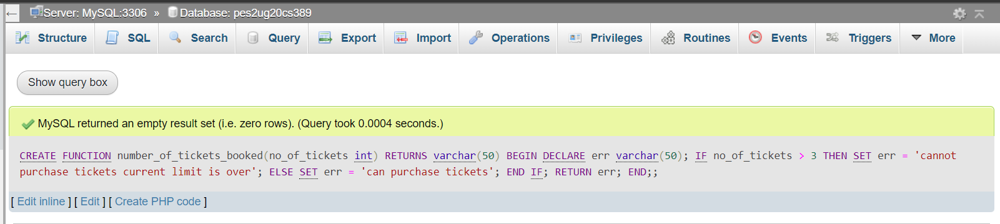 Server: MySQL:3306 » Database: pes2ug20cs389
Structure SQL Search Query Export Import Operations Privileges Routines Events Triggers More
Show query box
MySQL returned an empty result set (i.e. zero rows). (Query took 0.0004 seconds.)
CREATE FUNCTION number_of_tickets_booked(no_of_tickets int) RETURNS varchar(50) BEGIN DECLARE err varchar(50); IF no_of_tickets > 3 THEN SET err = 'cannot
purchase tickets current limit is over'; ELSE SET err = 'can purchase tickets'; END IF; RETURN err; END;;
[ Edit inline ] [ Edit ] [ Create PHP code ]